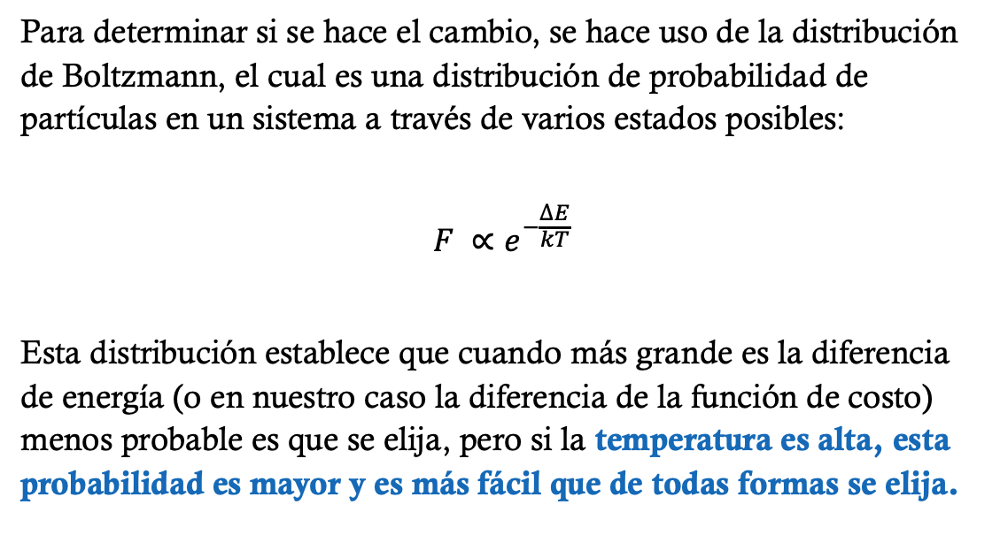 Para determinar si se hace el cambio, se hace uso de la distribución
de Boltzmann, el cual es una distribución de probabilidad de
partículas en un sistema a través de varios estados posibles:
F ∝ e^{-\frac{ΔE}{kT}}
Esta distribución establece que cuando más grande es la diferencia
de energía (o en nuestro caso la diferencia de la función de costo)
menos probable es que se elija, pero si la temperatura es alta, esta
probabilidad es mayor y es más fácil que de todas formas se elija.